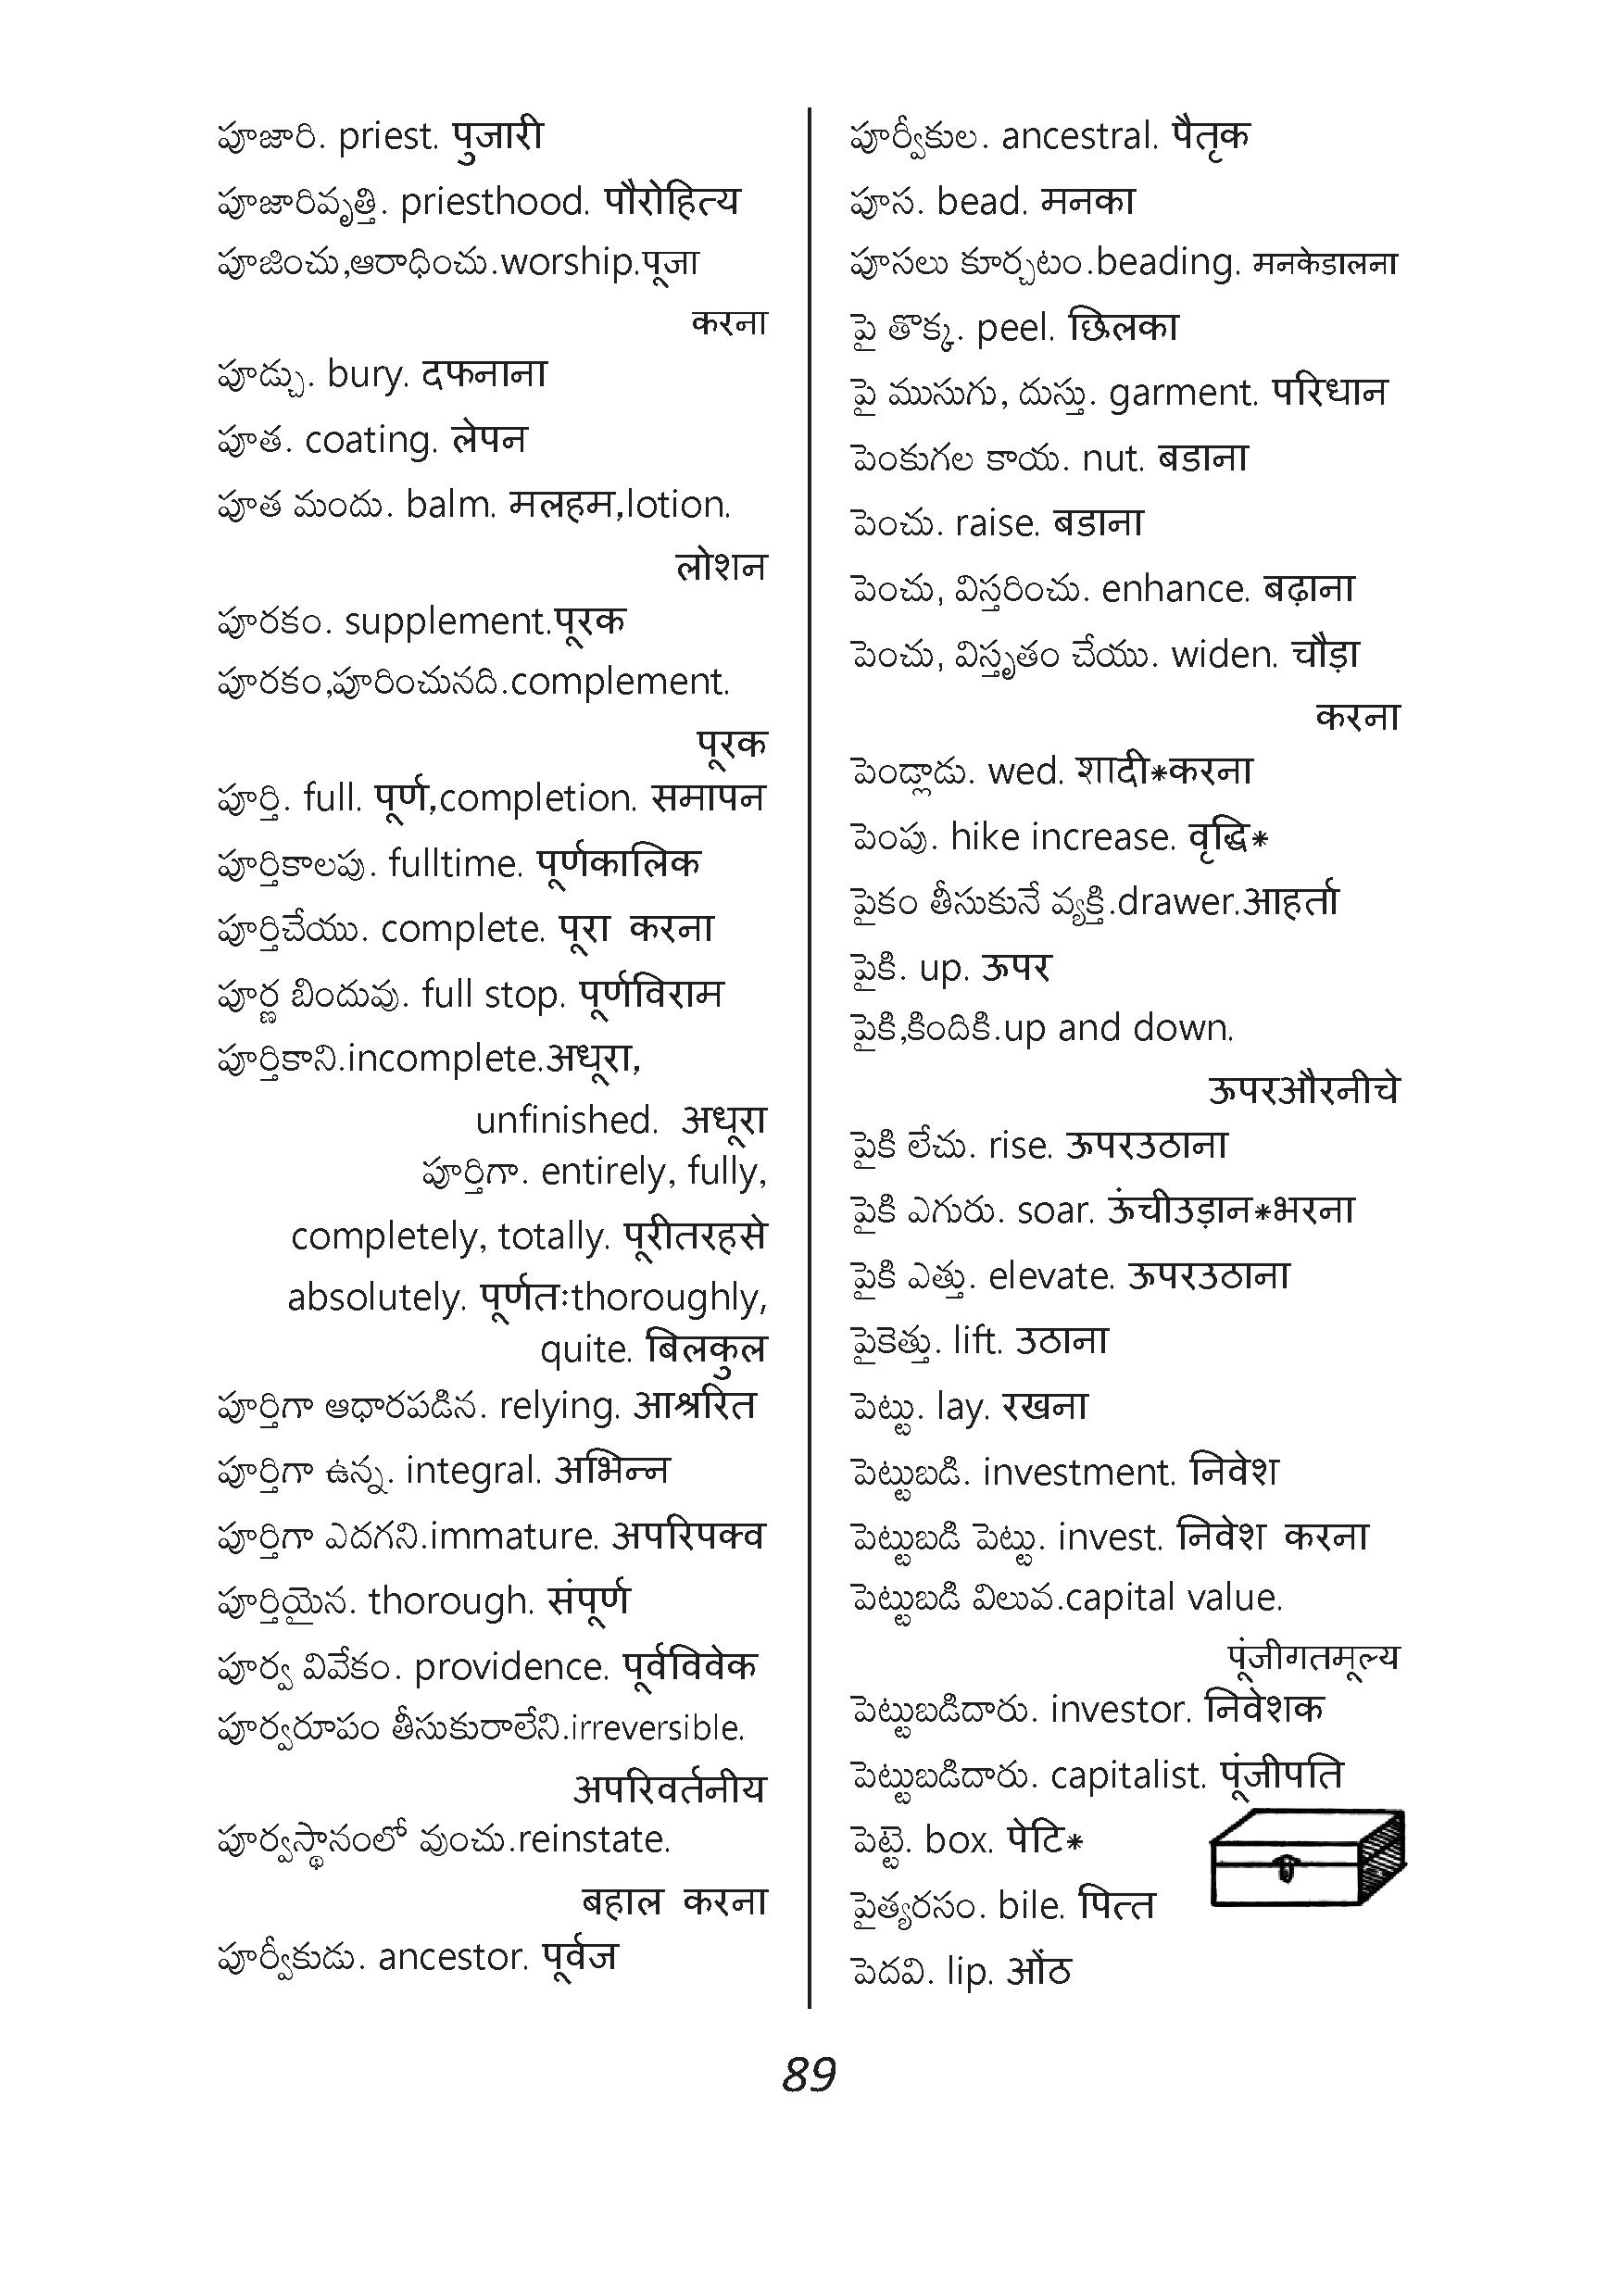 పూజారి. priest. पुजारी
పూజారివృత్తి. priesthood. पौरोहित्य
పూజించు,ఆరాధించు.worship.पूजा
करना
పూడ్చు. bury. दफनाना
పూత. coating. लेपन
పూత మందు. balm. मलहम,lotion.
लोशन
పూరకం. supplement.पूरक
పూరకం,పూరించునది.complement.
पूरक
పూర్తి. full. पूर्ण,completion. समापन
పూర్తికాలపు. fulltime. पूर्णकालिक
పూర్తిచేయు. complete. पूरा करना
పూర్ణ బిందువు. full stop. पूर्णविराम
పూర్తికాని.incomplete.अधूरा,
unfinished. अधूरा
పూర్తిగా. entirely, fully,
completely, totally. पूरीतरहसे
absolutely. पूर्णतःthoroughly,
quite. बिलकुल
పూర్తిగా ఆధారపడిన. relying. आश्ररित
పూర్తిగా ఉన్న. integral. अभिन्न
పూర్తిగా ఎదగని.immature. अपरिपक्व
పూర్తియైన. thorough. संपूर्ण
పూర్వ వివేకం. providence. पूर्वविवेक
పూర్వరూపం తీసుకురాలేని.irreversible.
अपरिवर्तनीय
పూర్వస్థానంలో వుంచు.reinstate.
बहाल करना
పూర్వీకుడు. ancestor. पूर्वज
పూర్వీకుల. ancestral. पैतृक
పూస. bead. मनका
పూసలు కూర్చటం.beading. मनकेडालना
పై తొక్క. peel. छिलका
పై ముసుగు, దుస్తు. garment. परिधान
పెంకుగల కాయ. nut. बडाना
పెంచు. raise. बडाना
పెంచు, విస్తరించు. enhance. बढ़ाना
పెంచు, విస్తృతం చేయు. widen. चौड़ा
करना
పెండ్లాడు. wed. शादी*करना
పెంపు. hike increase. वृद्धि*
పైకం తీసుకునే వ్యక్తి.drawer.आहर्ता
పైకి. up. ऊपर
పైకి,కిందికి.up and down.
ऊपरऔरनीचे
పైకి లేచు. rise. ऊपरउठाना
పైకి ఎగురు. soar. ऊंचीउड़ान*भरना
పైకి ఎత్తు. elevate. ऊपरउठाना
పైకెత్తు. lift. उठाना
పెట్టు. lay. रखना
పెట్టుబడి. investment. निवेश
పెట్టుబడి పెట్టు. invest. निवेश करना
పెట్టుబడి విలువ.capital value.
पूंजीगतमूल्य
పెట్టుబడిదారు. investor. निवेशक
పెట్టుబడిదారు. capitalist. पूंजीपति
పెట్టె. box. पेटि*
పైత్యరసం. bile. पित्त
పెదవి. lip. ओंठ
89